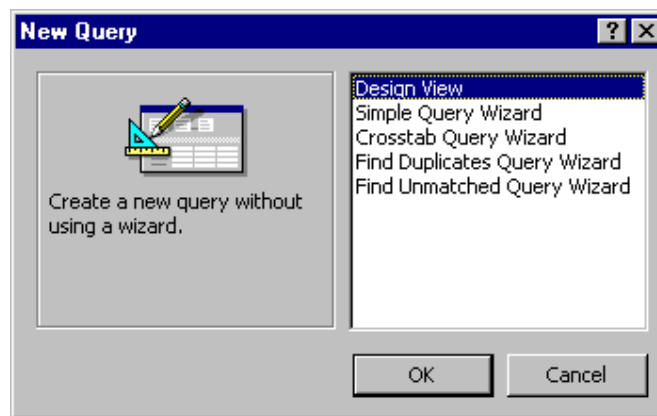 New Query
Create a new query without
using a wizard.
Design View
Simple Query Wizard
Crosstab Query Wizard
Find Duplicates Query Wizard
Find Unmatched Query Wizard
OK
Cancel